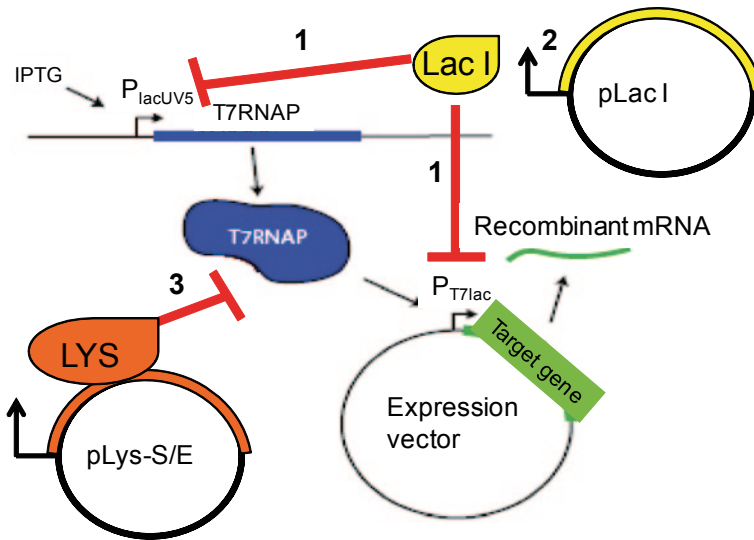 1
Lac I
2
pLac I
IPTG
PlacUV5
T7RNAP
1
T7RNAP
Recombinant mRNA
3
PT7lac
LYS
Target gene
Expression
vector
pLys-S/E